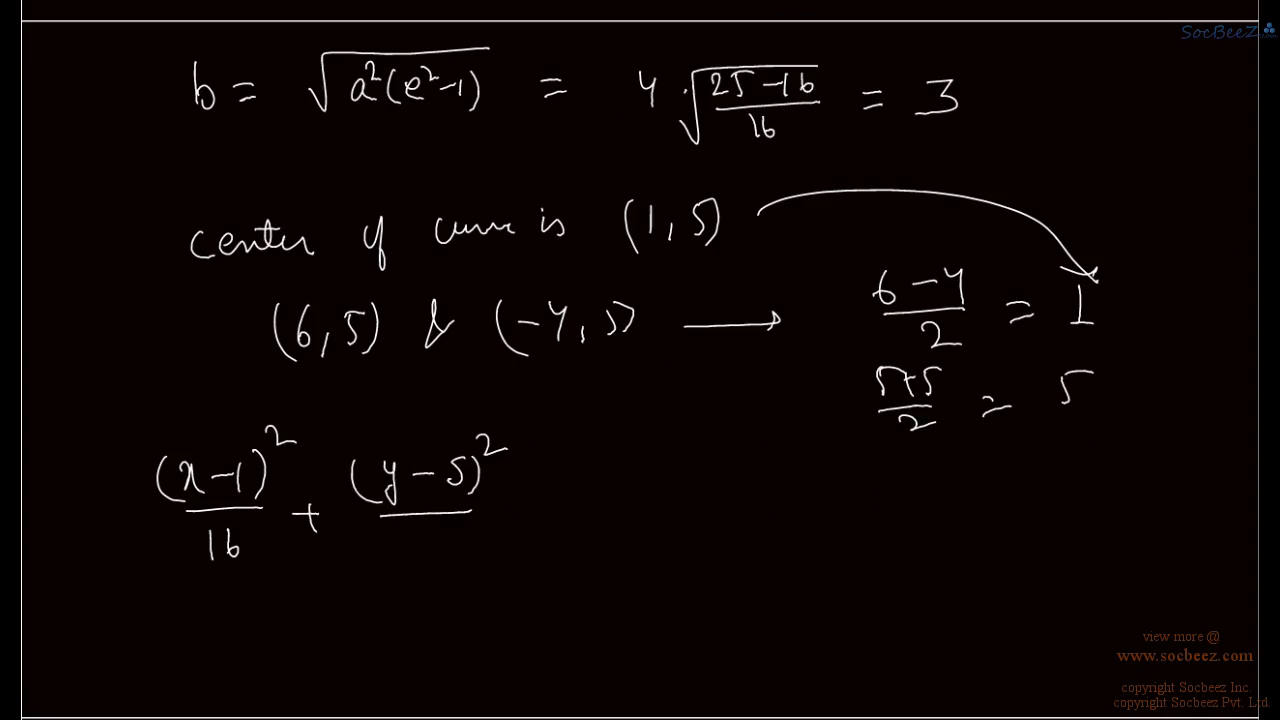 SocBeeZ.com
b = √(a²(e²-1)) = 4 √((25-16)/16) = 3
center of curve is (1,5)
(6,5) & (-4,5) → (6-4)/2 = 1
(5+5)/2 = 5
(x-1)²/16 + (y-5)²
view more @
www.socbeez.com
copyright Socbeez Inc.
copyright Socbeez Pvt. Ltd